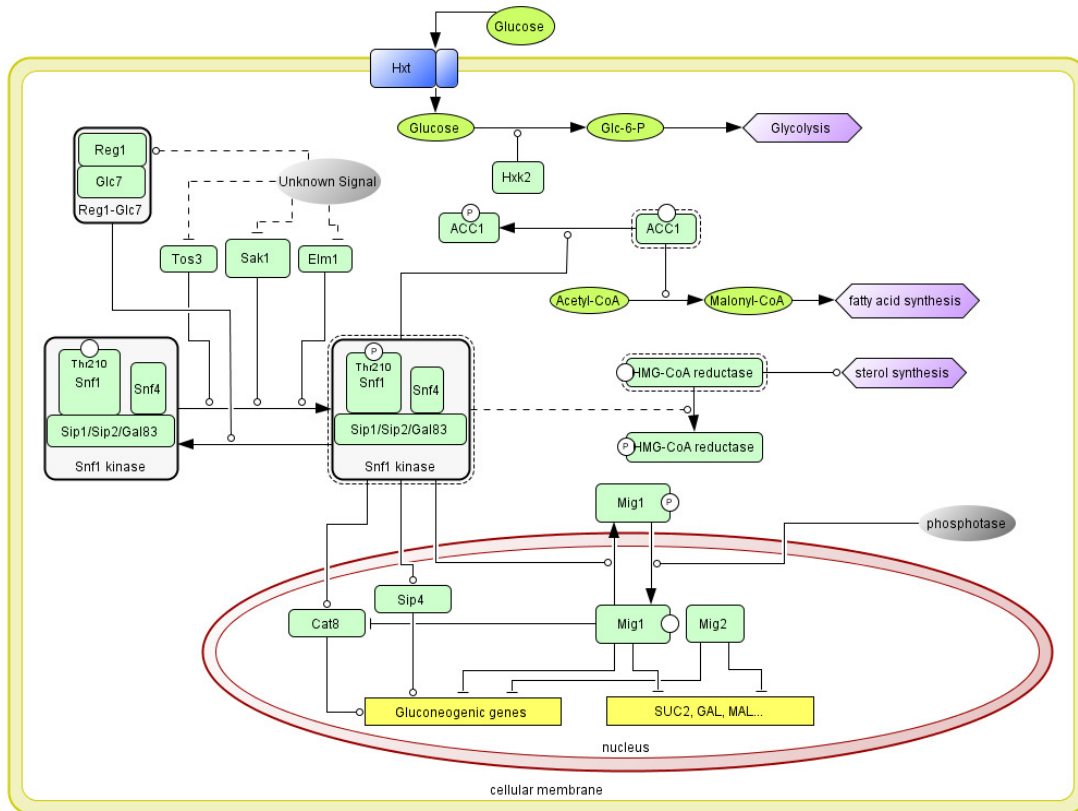 Glucose
Hxt
Glucose
Glc-6-P
Glycolysis
Reg1
Glc7
Reg1-Glc7
Unknown Signal
Hxk2
P
ACC1
ACC1
Tos3
Sak1
Elm1
Acetyl-CoA
Malonyl-CoA
fatty acid synthesis
Thr210
Snf1
Snf4
Sip1/Sip2/Gal83
Snf1 kinase
P
Thr210
Snf1
Snf4
Sip1/Sip2/Gal83
Snf1 kinase
HMG-CoA reductase
sterol synthesis
P
HMG-CoA reductase
Mig1
P
phosphotase
Sip4
Cat8
Mig1
Mig2
Gluconeogenic genes
SUC2, GAL, MAL...
nucleus
cellular membrane